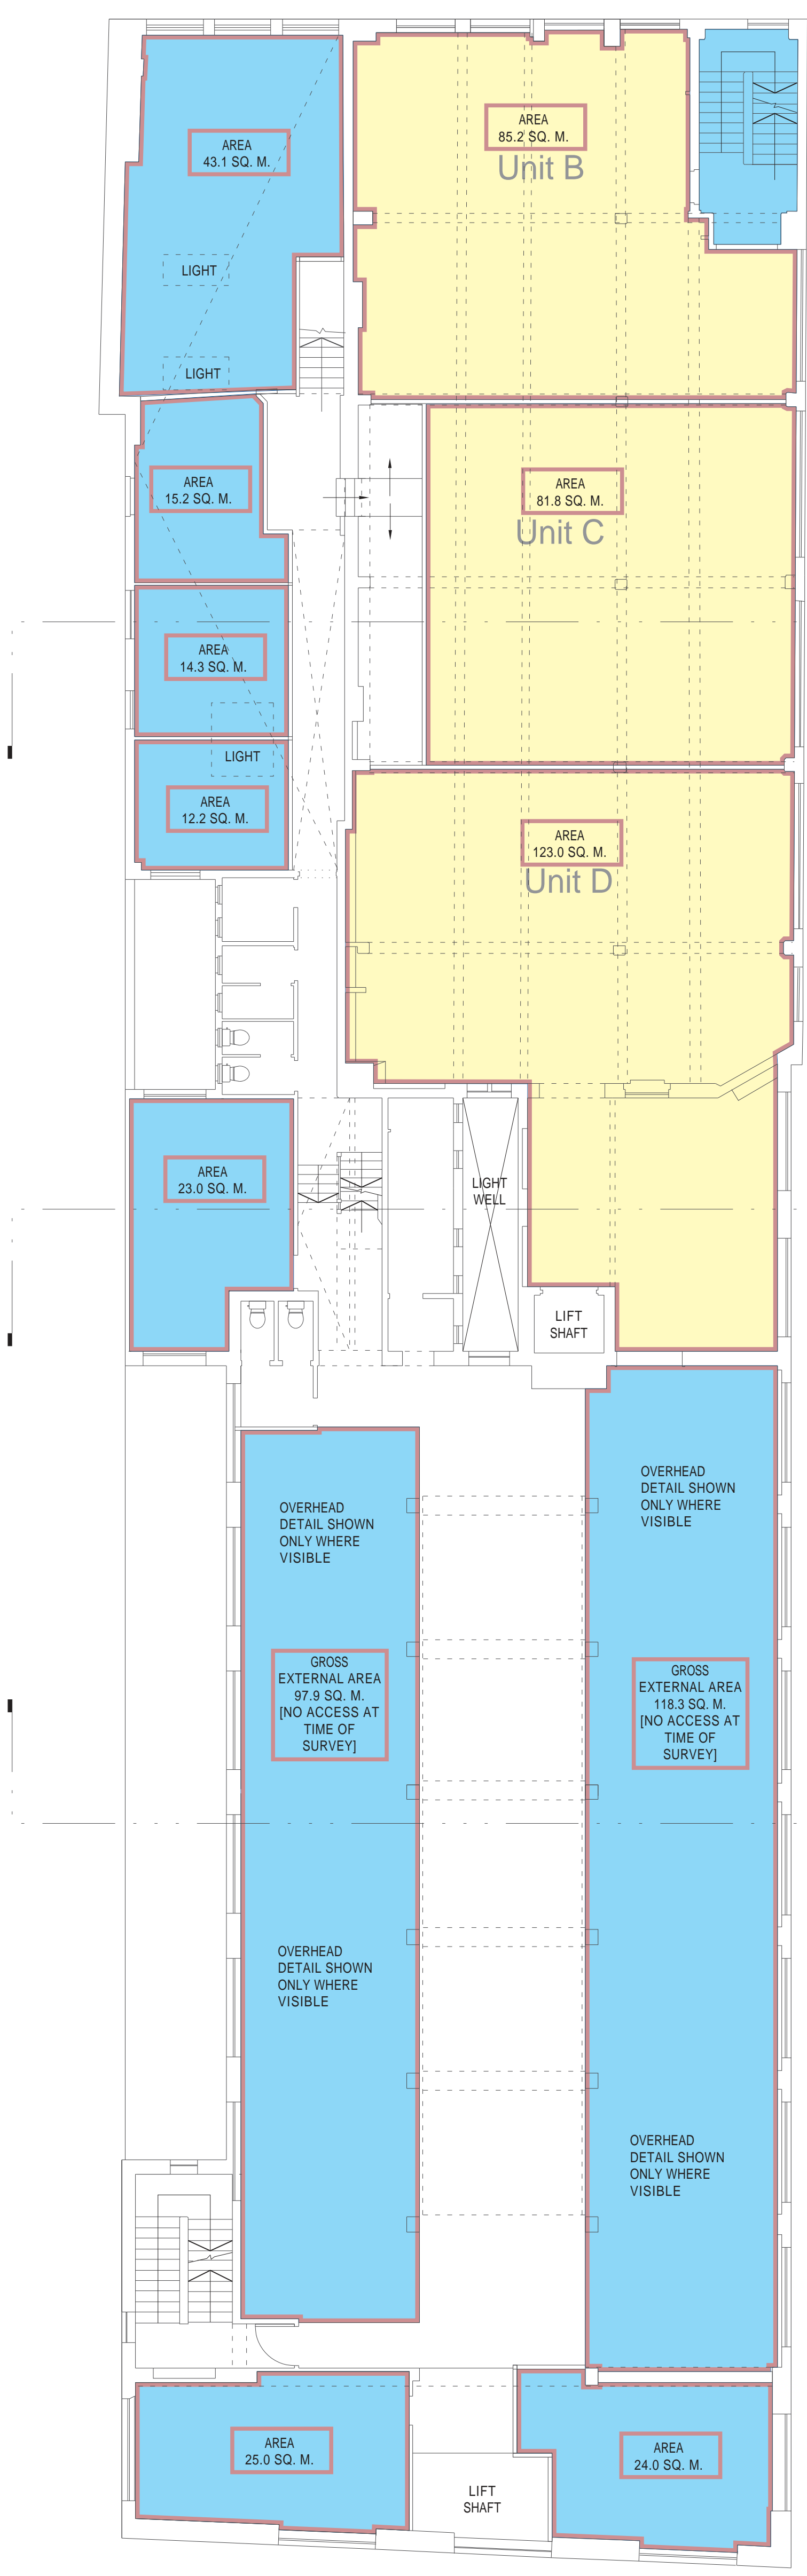 AREA
43.1 SQ. M.
LIGHT
LIGHT
AREA
85.2 SQ. M.
Unit B
AREA
15.2 SQ. M.
AREA
81.8 SQ. M.
Unit C
AREA
14.3 SQ. M.
LIGHT
AREA
12.2 SQ. M.
AREA
123.0 SQ. M.
Unit D
AREA
23.0 SQ. M.
LIGHT
WELL
LIFT
SHAFT
OVERHEAD
DETAIL SHOWN
ONLY WHERE
VISIBLE
GROSS
EXTERNAL AREA
97.9 SQ. M.
[NO ACCESS AT
TIME OF
SURVEY]
OVERHEAD
DETAIL SHOWN
ONLY WHERE
VISIBLE
OVERHEAD
DETAIL SHOWN
ONLY WHERE
VISIBLE
GROSS
EXTERNAL AREA
118.3 SQ. M.
[NO ACCESS AT
TIME OF
SURVEY]
OVERHEAD
DETAIL SHOWN
ONLY WHERE
VISIBLE
AREA
25.0 SQ. M.
LIFT
SHAFT
AREA
24.0 SQ. M.